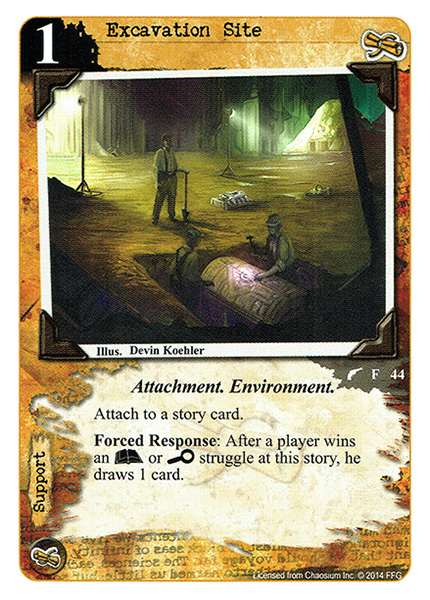 1
Excavation Site
Illus. Devin Koehler
F 44
Attachment. Environment.
Attach to a story card.
Forced Response: After a player wins
an or struggle at this story, he
draws 1 card.
Support
Licensed from Chaosium Inc. © 2014 FFG